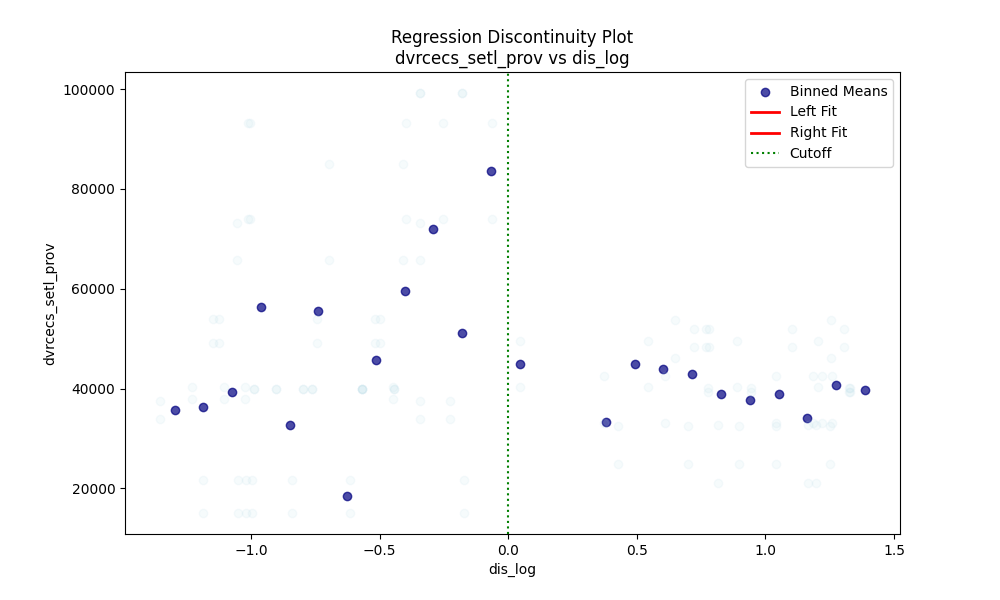 Regression Discontinuity Plot
dvrcecs_setl_prov vs dis_log
100000
80000
60000
40000
20000
dvrcecs_setl_prov
Binned Means
Left Fit
Right Fit
Cutoff
−1.0
−0.5
0.0
0.5
1.0
1.5
dis_log